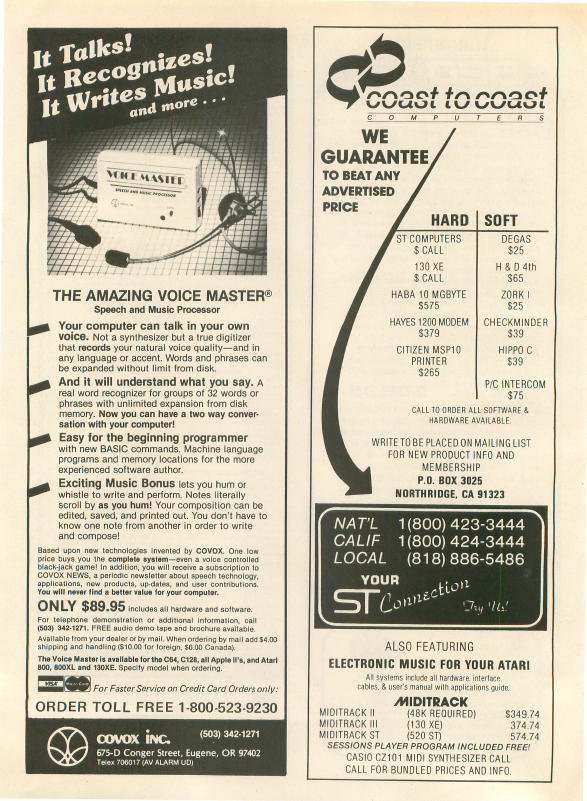 It Talks!
It Recognizes!
It Writes Music!
and more . . .
VOICE MASTER
SPEECH AND MUSIC PROCESSOR
THE AMAZING VOICE MASTER®
Speech and Music Processor
Your computer can talk in your own
voice. Not a synthesizer but a true digitizer
that records your natural voice quality—and in
any language or accent. Words and phrases can
be expanded without limit from disk.
And it will understand what you say. A
real word recognizer for groups of 32 words or
phrases with unlimited expansion from disk
memory. Now you can have a two way conver-
sation with your computer!
Easy for the beginning programmer
with new BASIC commands. Machine language
programs and memory locations for the more
experienced software author.
Exciting Music Bonus lets you hum or
whistle to write and perform. Notes literally
scroll by as you hum! Your composition can be
edited, saved, and printed out. You don't have to
know one note from another in order to write
and compose!
Based upon new technologies invented by COVOX. One low
price buys you the complete system—even a voice controlled
black-jack game! In addition, you will receive a subscription to
COVOX NEWS, a periodic newsletter about speech technology,
applications, new products, up-dates, and user contributions.
You will never find a better value for your computer.
ONLY $89.95 includes all hardware and software.
For telephone demonstration or additional information, call
(503) 342-1271. FREE audio demo tape and brochure available.
Available from your dealer or by mail. When ordering by mail add $4.00
shipping and handling ($10.00 for foreign, $6.00 Canada).
The Voice Master is available for the C64, C128, all Apple II's, and Atari
800, 800XL and 130XE. Specify model when ordering.
VISA MasterCard For Faster Service on Credit Card Orders only:
ORDER TOLL FREE 1-800-523-9230
COVOX INC. (503) 342-1271
675-D Conger Street, Eugene, OR 97402
Telex 706017 (AV ALARM UD)
coast to coast
COMPUTERS
WE
GUARANTEE
TO BEAT ANY
ADVERTISED
PRICE
HARD SOFT
ST COMPUTERS DEGAS
$ CALL $25
130 XE H & D 4th
$ CALL $65
HABA 10 MGBYTE ZORK I
$575 $25
HAYES 1200 MODEM CHECKMINDER
$379 $39
CITIZEN MSP10 HIPPO C
PRINTER $39
$265
P/C INTERCOM
$75
CALL TO ORDER ALL SOFTWARE &
HARDWARE AVAILABLE.
WRITE TO BE PLACED ON MAILING LIST
FOR NEW PRODUCT INFO AND
MEMBERSHIP
P.O. BOX 3025
NORTHRIDGE, CA 91323
NAT'L 1(800) 423-3444
CALIF 1(800) 424-3444
LOCAL (818) 886-5486
YOUR
ST Connection
'Try Us!
ALSO FEATURING
ELECTRONIC MUSIC FOR YOUR ATARI
All systems include all hardware, interface,
cables, & user's manual with applications guide.
MIDITRACK
MIDITRACK II (48K REQUIRED) $349.74
MIDITRACK III (130 XE) 374.74
MIDITRACK ST (520 ST) 574.74
SESSIONS PLAYER PROGRAM INCLUDED FREE!
CASIO CZ101 MIDI SYNTHESIZER CALL
CALL FOR BUNDLED PRICES AND INFO.